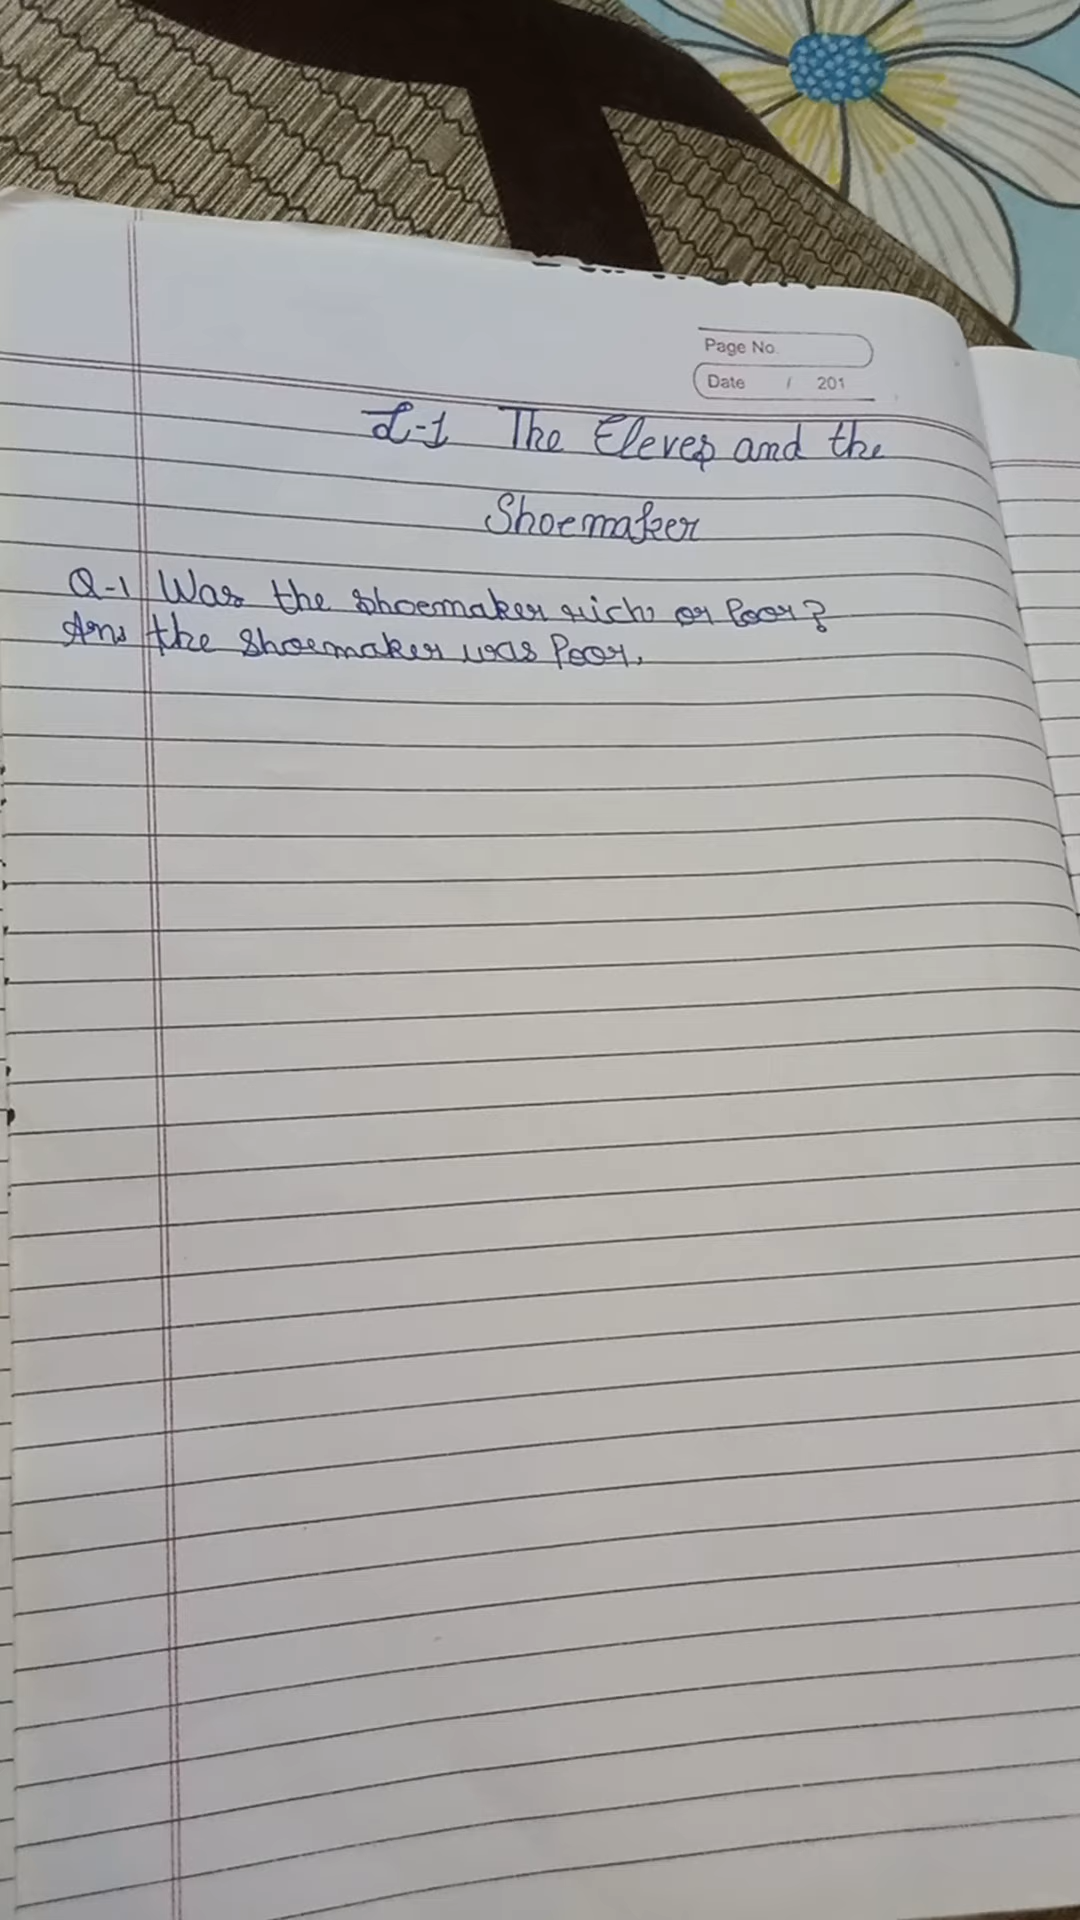 Page No.
Date / 201
L-1 The Eleves and the
Shoemaker
Q-1 Was the shoemaker rich or Poor?
Ans the Shoemaker was Poor.